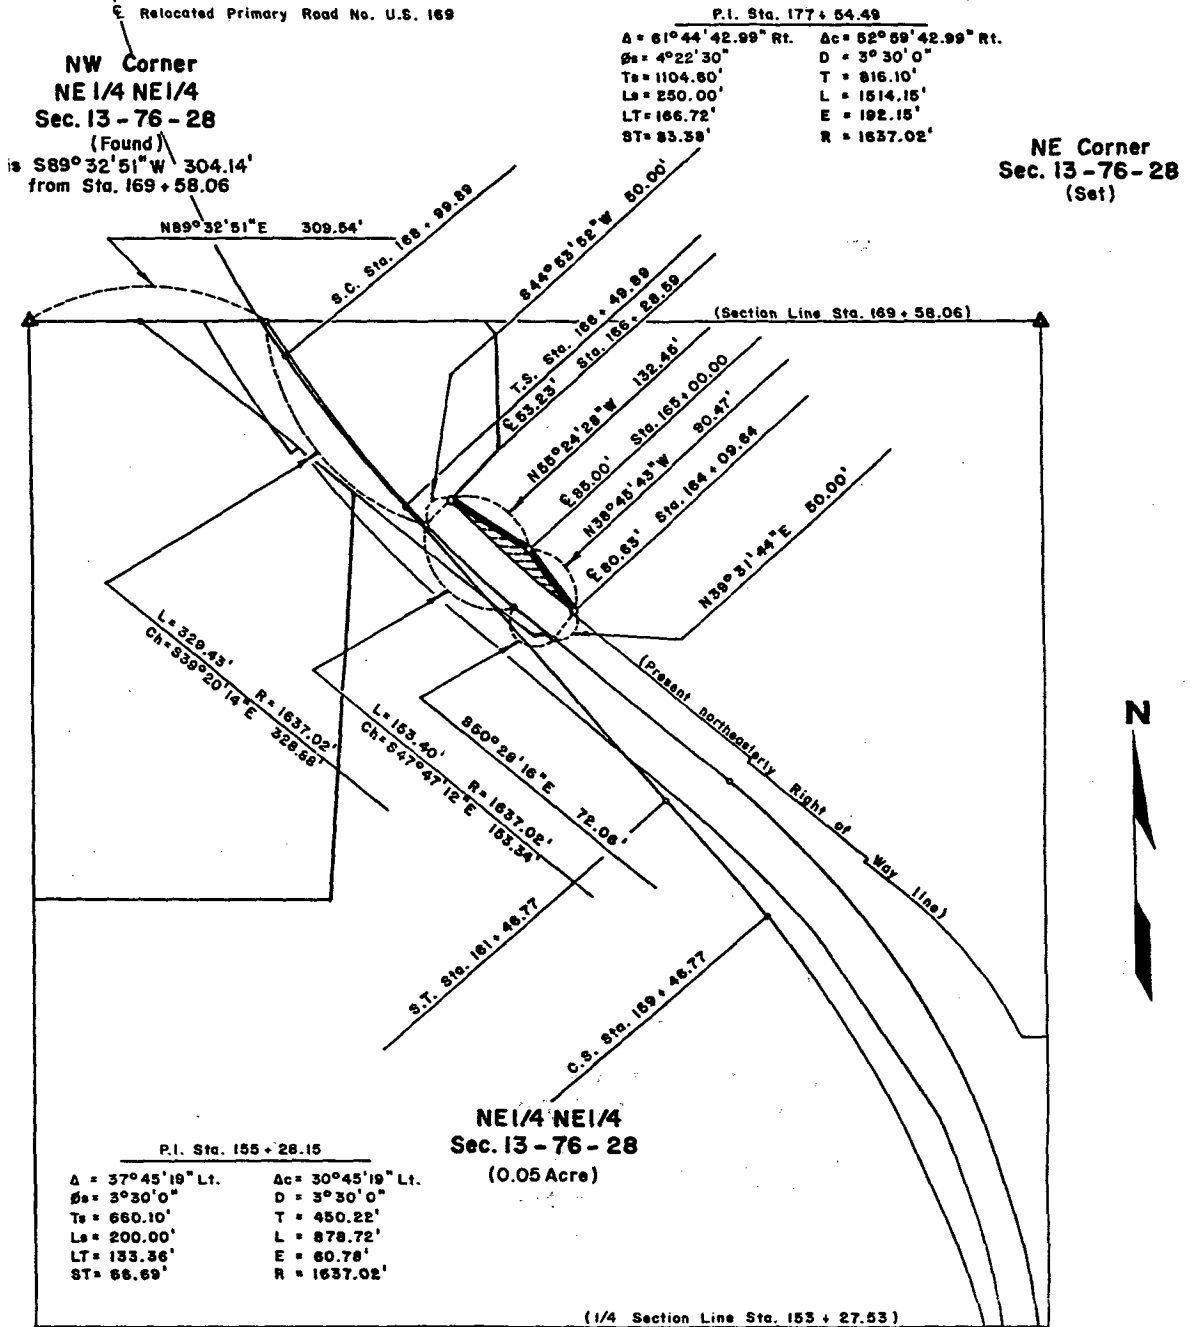 ℄ Relocated Primary Road No. U.S. 169
NW Corner
NE 1/4 NE 1/4
Sec. 13 - 76 - 28
(Found)
is S89°32'51"W 304.14'
from Sta. 169 + 58.06
P.I. Sta. 177 + 54.49
Δ = 61°44'42.99" Rt. Δc = 52°59'42.99" Rt.
Øs = 4°22'30" D = 3°30'0"
Ts = 1104.60' T = 816.10'
Ls = 250.00' L = 1514.15'
LT = 166.72' E = 192.15'
ST = 83.38' R = 1637.02'
NE Corner
Sec. 13 - 76 - 28
(Set)
N89°32'51"E 309.54'
S.C. Sta. 168 + 99.89
S44°53'52"W 50.00'
T.S. Sta. 166 + 49.89
℄ 53.23' Sta. 166 + 28.59
(Section Line Sta. 169 + 58.06)
N55°24'28"W 132.45'
℄ 85.00' Sta. 165 + 00.00
N38°45'43"W 90.47'
℄ 80.63' Sta. 164 + 09.64
N39°31'44"E 50.00'
L = 329.43' R = 1637.02'
Ch = S39°20'14"E 328.88'
L = 153.40' R = 1637.02'
Ch = S47°47'12"E 153.34'
S50°28'16"E 72.08'
(Present northeasterly Right of Way line)
N
S.T. Sta. 161 + 46.77
C.S. Sta. 159 + 46.77
NE 1/4 NE 1/4
Sec. 13 - 76 - 28
(0.05 Acre)
P.I. Sta. 155 + 28.15
Δ = 37°45'19" Lt. Δc = 30°45'19" Lt.
Øs = 3°30'0" D = 3°30'0"
Ts = 660.10' T = 450.22'
Ls = 200.00' L = 878.72'
LT = 133.36' E = 60.78'
ST = 66.69' R = 1637.02'
(1/4 Section Line Sta. 153 + 27.53)